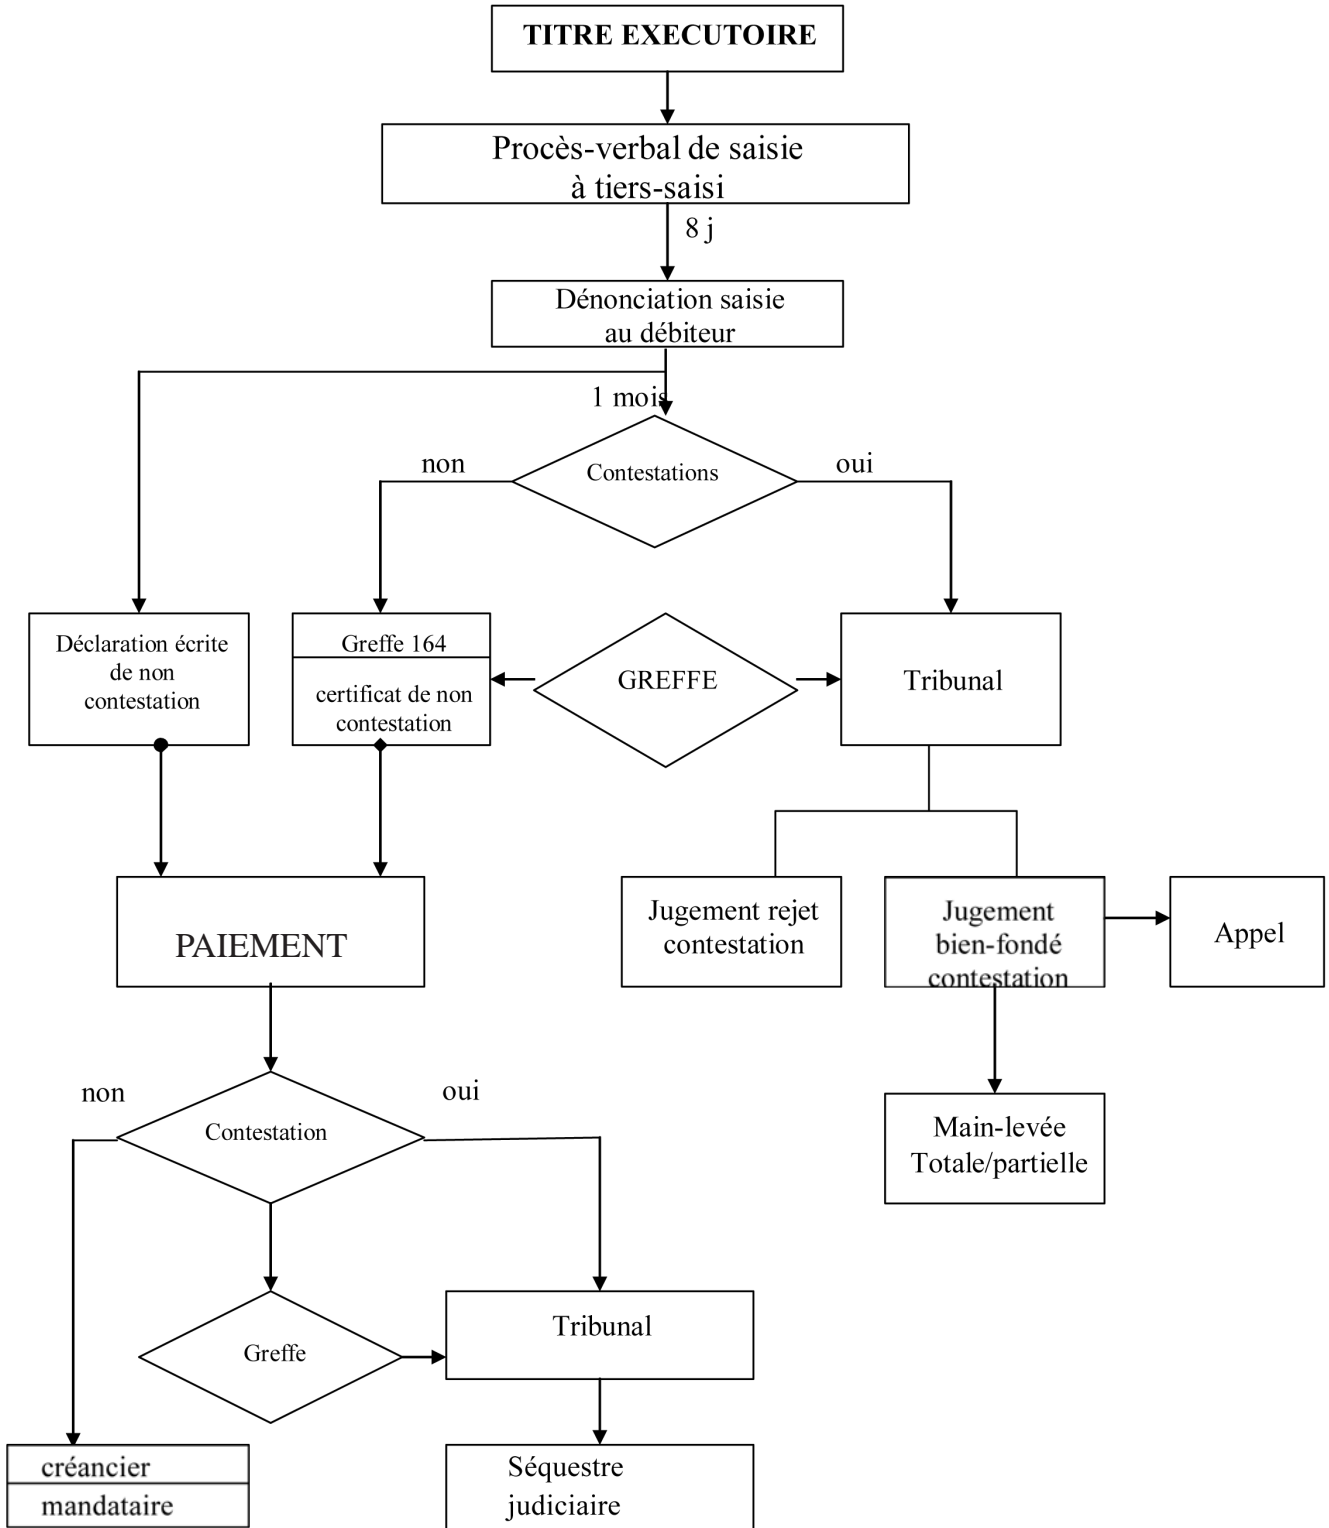 TITRE EXECUTOIRE
Procès-verbal de saisie
à tiers-saisi
8 j
Dénonciation saisie
au débiteur
1 mois
non
Contestations
oui
Déclaration écrite
de non
contestation
Greffe 164
certificat de non
contestation
GREFFE
Tribunal
PAIEMENT
Jugement rejet
contestation
Jugement
bien-fondé
contestation
Appel
non
Contestation
oui
Main-levée
Totale/partielle
Greffe
Tribunal
créancier
mandataire
Séquestre
judiciaire